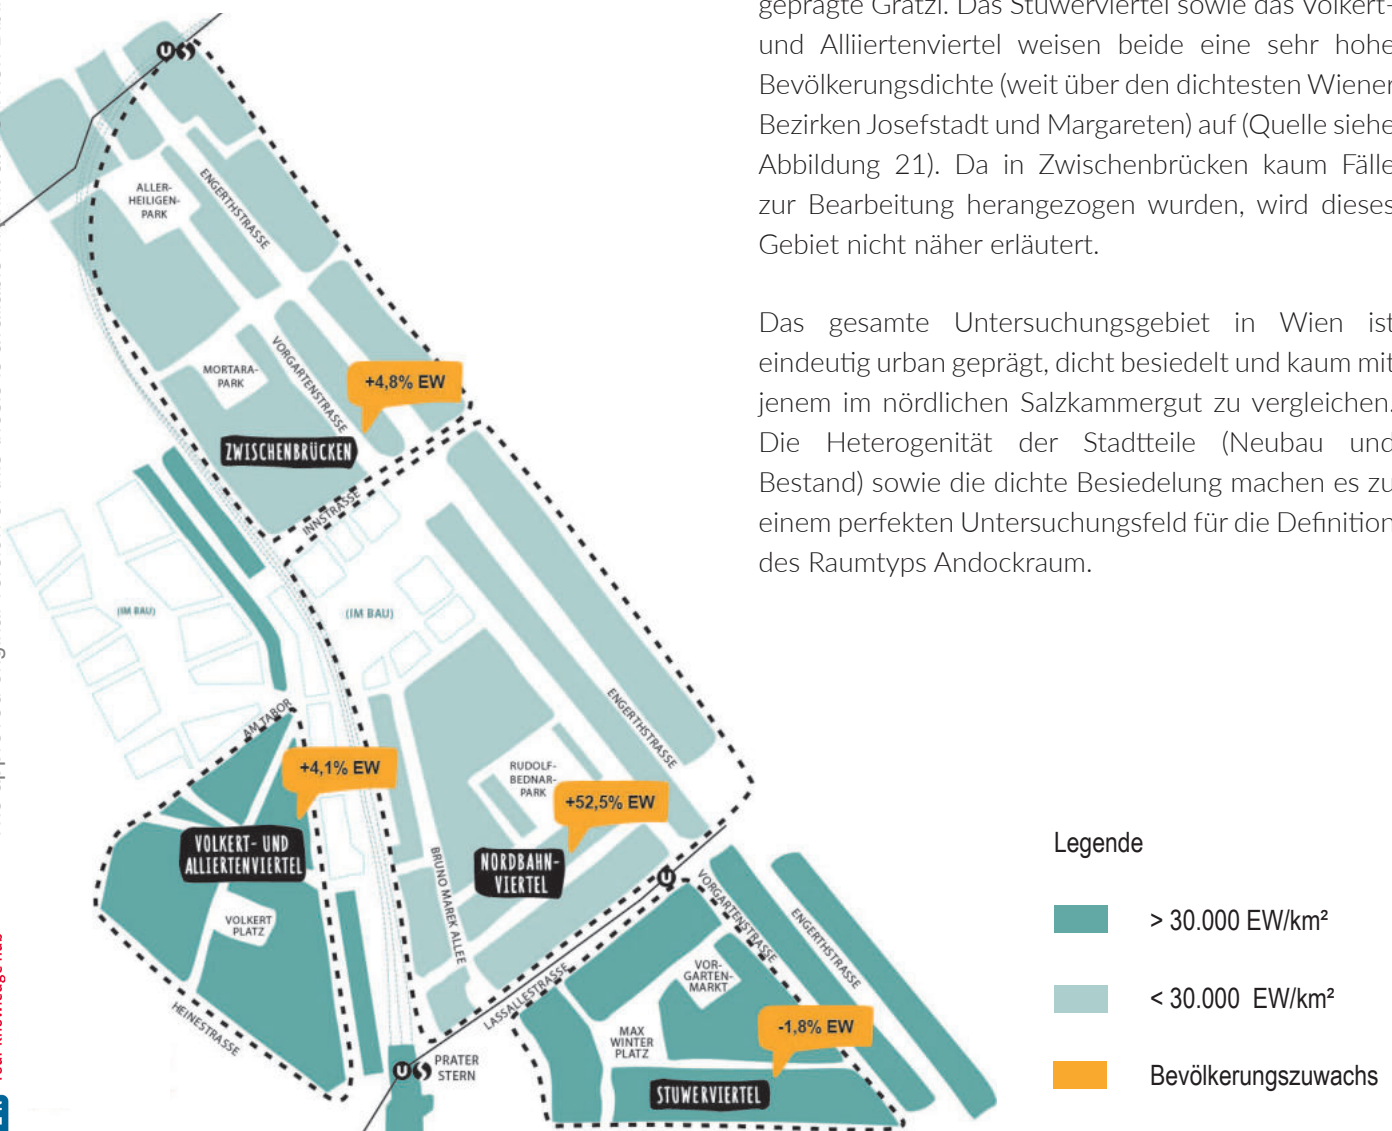 geprägte Grätzl. Das Stuwerviertel sowie das Volkert-
und Alliiertenviertel weisen beide eine sehr hohe
Bevölkerungsdichte (weit über den dichtesten Wiener
Bezirken Josefstadt und Margareten) auf (Quelle siehe
Abbildung 21). Da in Zwischenbrücken kaum Fälle
zur Bearbeitung herangezogen wurden, wird dieses
Gebiet nicht näher erläutert.
Das gesamte Untersuchungsgebiet in Wien ist
eindeutig urban geprägt, dicht besiedelt und kaum mit
jenem im nördlichen Salzkammergut zu vergleichen.
Die Heterogenität der Stadtteile (Neubau und
Bestand) sowie die dichte Besiedelung machen es zu
einem perfekten Untersuchungsfeld für die Definition
des Raumtyps Andockraum.
U S
ALLER-
HEILIGEN-
PARK
ENGERTHSTRASSE
MORTARA-
PARK
VORGARTENSTRASSE
+4,8% EW
ZWISCHENBRÜCKEN
INNSTRASSE
(IM BAU)
(IM BAU)
ENGERTHSTRASSE
AM TABOR
+4,1% EW
RUDOLF-
BEDNAR-
PARK
+52,5% EW
VOLKERT- UND
ALLIERTENVIERTEL
NORDBAHN-
VIERTEL
BRUNO MAREK ALLEE
U
VORGARTENSTRASSE
ENGERTHSTRASSE
VOLKERT
PLATZ
HEINESTRASSE
LASSALLESTRASSE
VOR-
GARTEN-
MARKT
MAX
WINTER
PLATZ
-1,8% EW
U S
PRATER
STERN
STUWERVIERTEL
Legende
> 30.000 EW/km²
< 30.000 EW/km²
Bevölkerungszuwachs